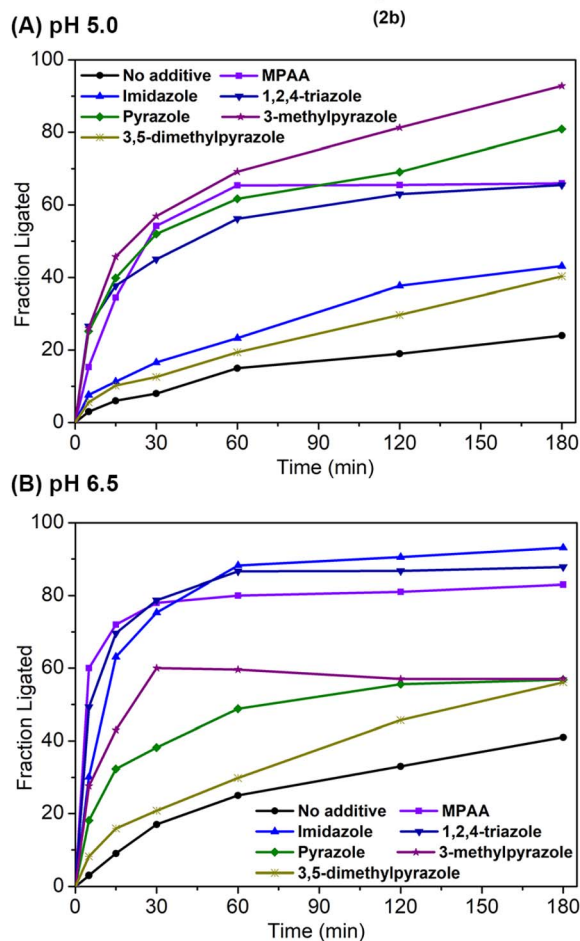 (2b)
(A) pH 5.0
100
80
60
40
20
0
Fraction Ligated
No additive MPAA
Imidazole 1,2,4-triazole
Pyrazole 3-methylpyrazole
3,5-dimethylpyrazole
0 30 60 90 120 150 180
Time (min)
(B) pH 6.5
100
80
60
40
20
0
Fraction Ligated
No additive MPAA
Imidazole 1,2,4-triazole
Pyrazole 3-methylpyrazole
3,5-dimethylpyrazole
0 30 60 90 120 150 180
Time (min)